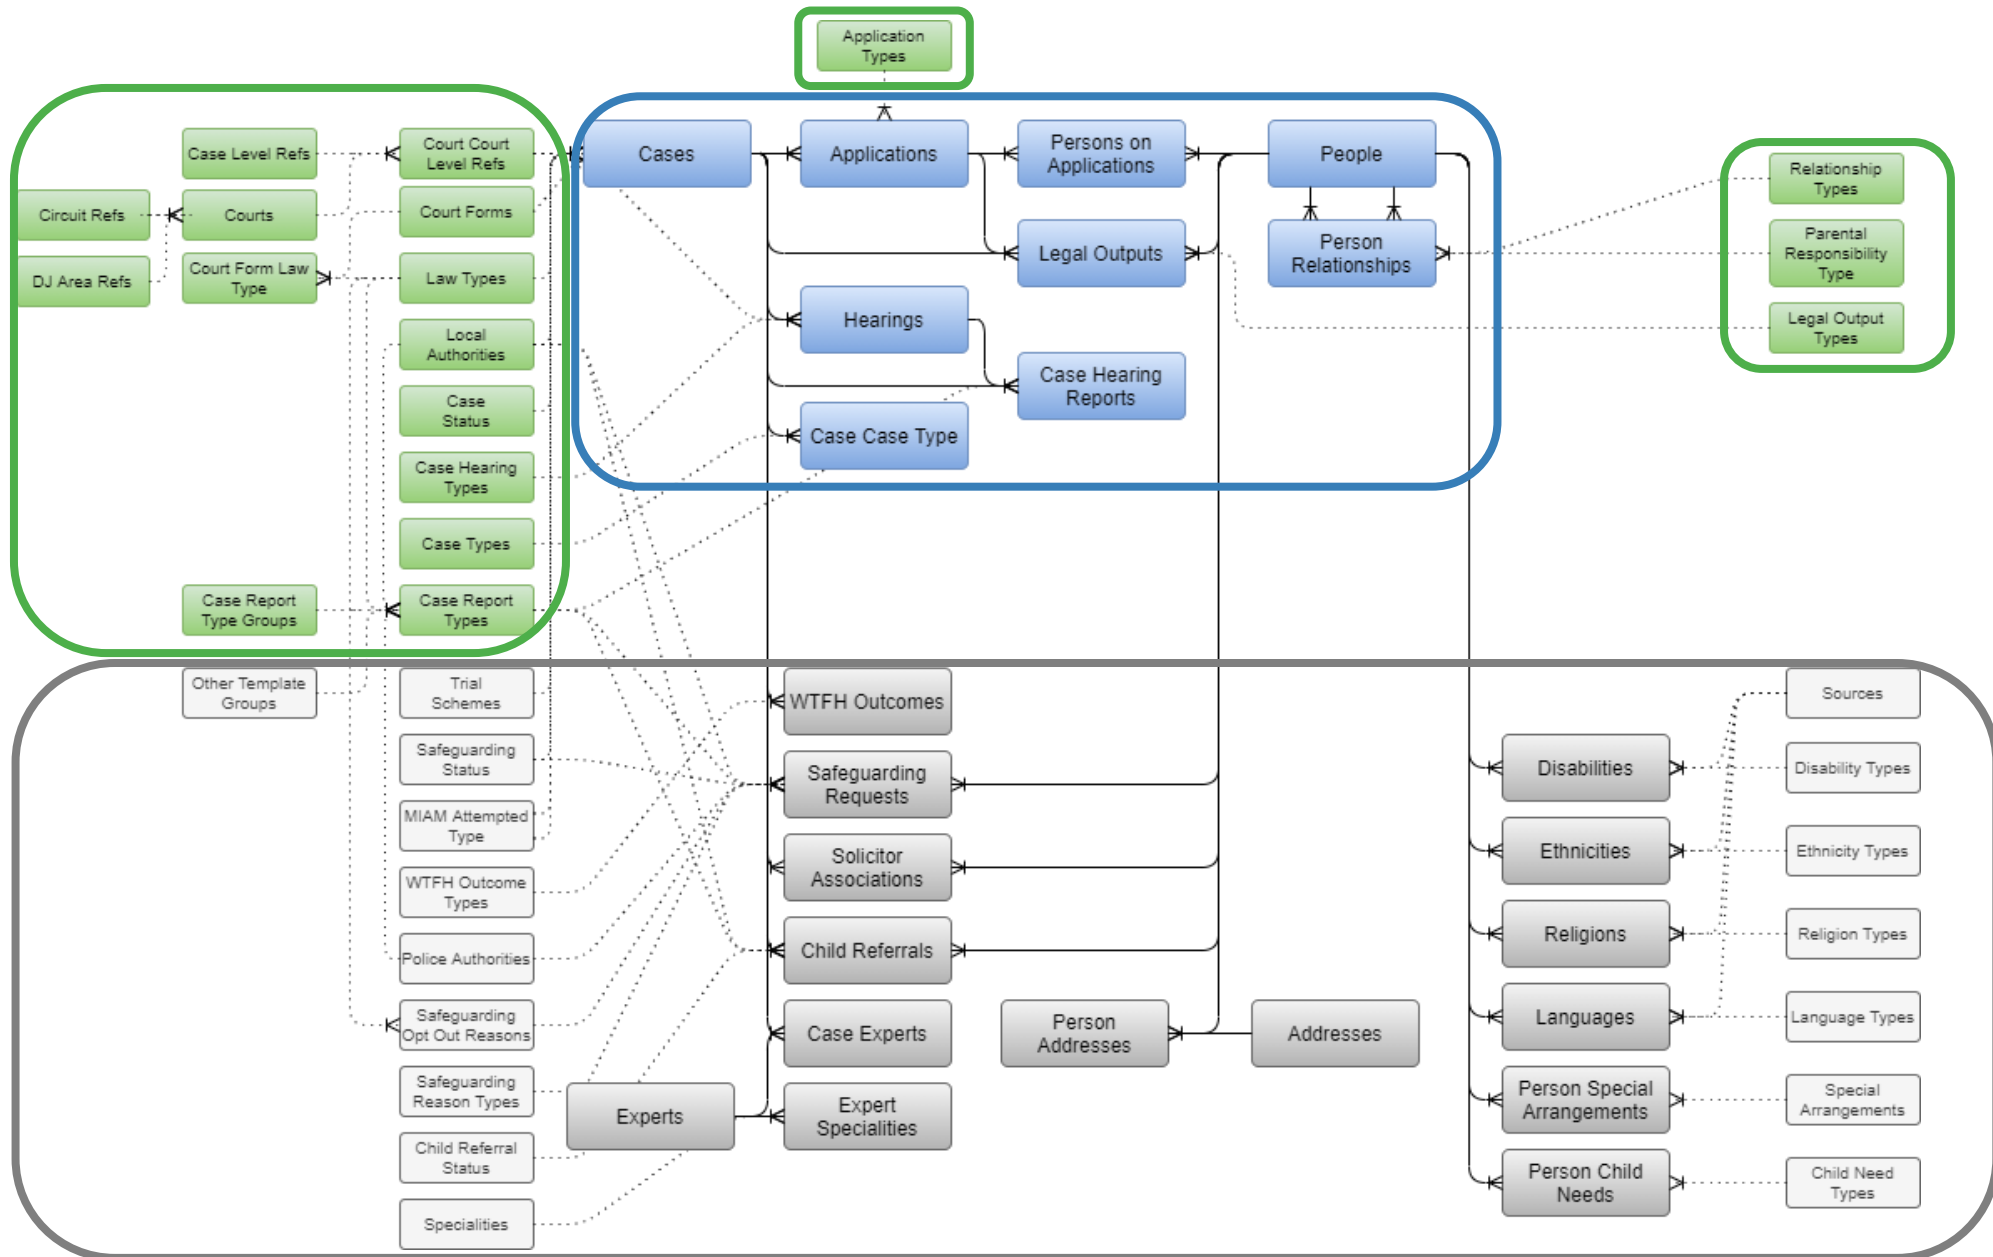 Application
Types
Case Level Refs
Court Court
Level Refs
Cases
Applications
Persons on
Applications
People
Relationship
Types
Circuit Refs
Courts
Court Forms
Legal Outputs
Person
Relationships
Parental
Responsibility
Type
DJ Area Refs
Court Form Law
Type
Law Types
Hearings
Legal Output
Types
Local
Authorities
Case Hearing
Reports
Case
Status
Case Case Type
Case Hearing
Types
Case Types
Case Report
Type Groups
Case Report
Types
Other Template
Groups
Trial
Schemes
WTFH Outcomes
Sources
Safeguarding
Status
Safeguarding
Requests
Disabilities
Disability Types
MIAM Attempted
Type
Solicitor
Associations
Ethnicities
Ethnicity Types
WTFH Outcome
Types
Police Authorities
Child Referrals
Religions
Religion Types
Safeguarding
Opt Out Reasons
Case Experts
Person
Addresses
Addresses
Languages
Language Types
Safeguarding
Reason Types
Experts
Expert
Specialities
Person Special
Arrangements
Special
Arrangements
Child Referral
Status
Person Child
Needs
Child Need
Types
Specialities